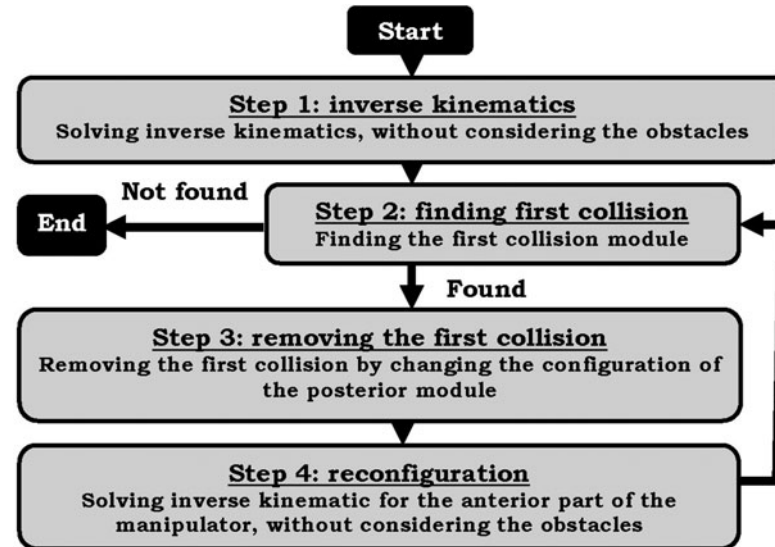 Start
Step 1: inverse kinematics
Solving inverse kinematics, without considering the obstacles
Not found
End
Step 2: finding first collision
Finding the first collision module
Found
Step 3: removing the first collision
Removing the first collision by changing the configuration of
the posterior module
Step 4: reconfiguration
Solving inverse kinematic for the anterior part of the
manipulator, without considering the obstacles